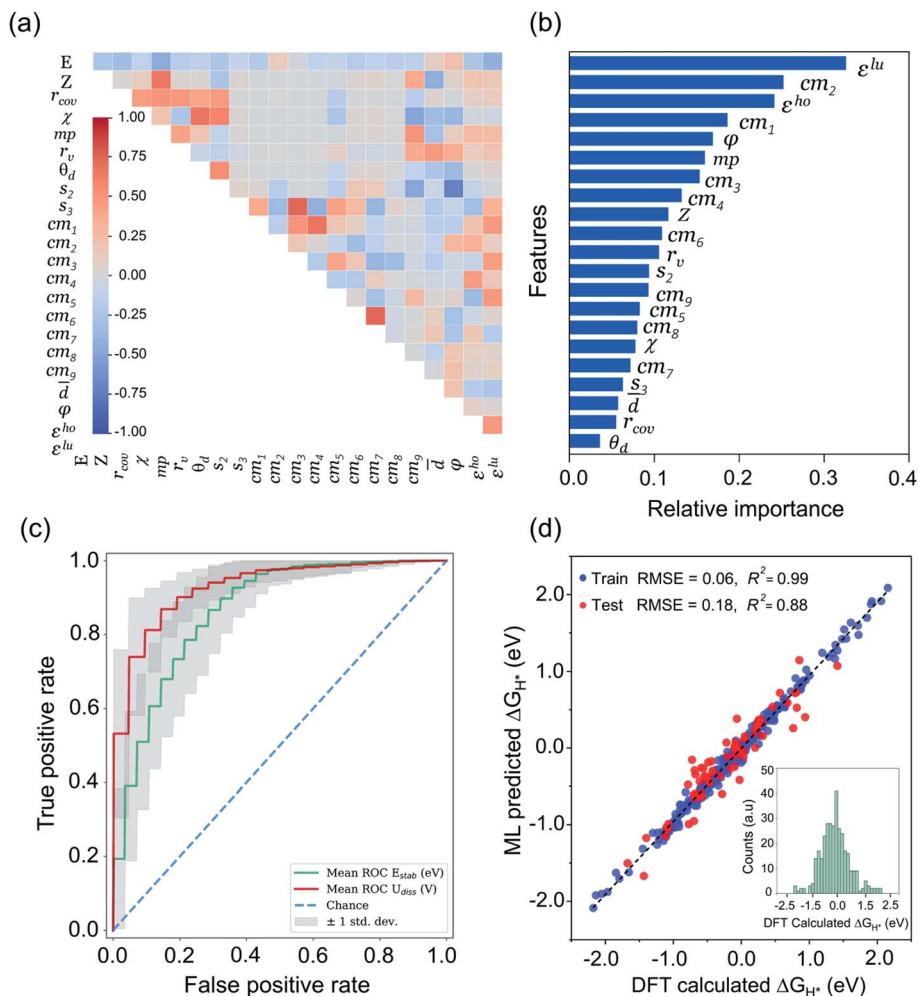 (a)
E
Z
r_cov
χ
mp
r_v
θ_d
s_2
s_3
cm_1
cm_2
cm_3
cm_4
cm_5
cm_6
cm_7
cm_8
cm_9
d̅
φ
ε^ho
ε^lu
1.00
0.75
0.50
0.25
0.00
-0.25
-0.50
-0.75
-1.00
E Z r_cov χ mp r_v θ_d s_2 s_3 cm_1 cm_2 cm_3 cm_4 cm_5 cm_6 cm_7 cm_8 cm_9 d̅ φ ε^ho ε^lu
(b)
Features
ε^lu
cm_2
ε^ho
cm_1
φ
mp
cm_3
cm_4
Z
cm_6
r_v
s_2
cm_9
cm_5
cm_8
χ
cm_7
s_3
d̅
r_cov
θ_d
0.0 0.1 0.2 0.3 0.4
Relative importance
(c)
True positive rate
1.0
0.8
0.6
0.4
0.2
0.0
Mean ROC E_stab (eV)
Mean ROC U_diss (V)
Chance
± 1 std. dev.
0.0 0.2 0.4 0.6 0.8 1.0
False positive rate
(d)
ML predicted ΔG_H* (eV)
2.0
1.0
0.0
-1.0
-2.0
Train RMSE = 0.06, R²= 0.99
Test RMSE = 0.18, R²= 0.88
Counts (a.u)
50
40
30
20
10
0
-2.5 -1.5 0.0 1.5 2.5
DFT Calculated ΔG_H* (eV)
-2.0 -1.0 0.0 1.0 2.0
DFT calculated ΔG_H* (eV)